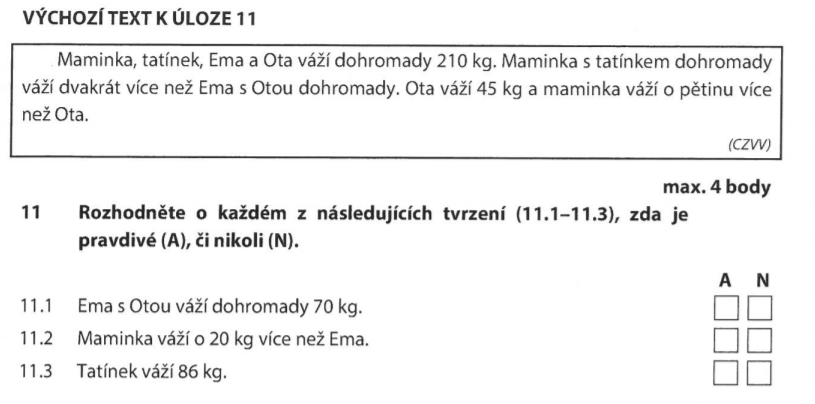 VÝCHOZÍ TEXT K ÚLOZE 11
Maminka, tatínek, Ema a Ota váží dohromady 210 kg. Maminka s tatínkem dohromady
váží dvakrát více než Ema s Otou dohromady. Ota váží 45 kg a maminka váží o pětinu více
než Ota.
(CZVV)
max. 4 body
11 Rozhodněte o každém z následujících tvrzení (11.1–11.3), zda je
pravdivé (A), či nikoli (N).
A N
11.1 Ema s Otou váží dohromady 70 kg.
11.2 Maminka váží o 20 kg více než Ema.
11.3 Tatínek váží 86 kg.